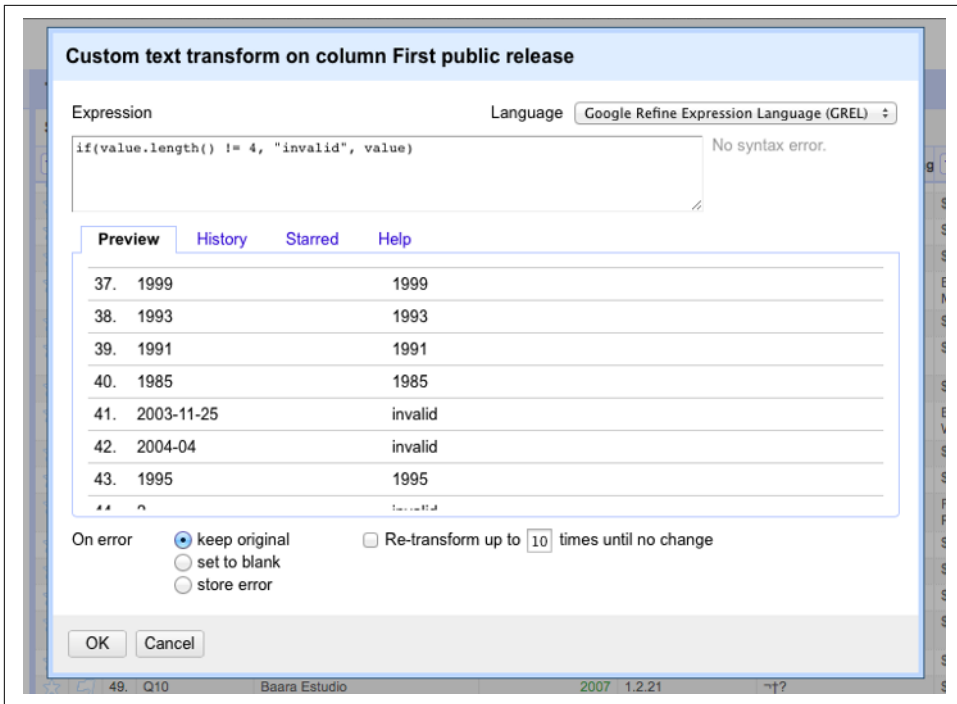 Custom text transform on column First public release
Expression Language Google Refine Expression Language (GREL)
if(value.length() != 4, "invalid", value)
No syntax error.
Preview History Starred Help
37. 1999 1999
38. 1993 1993
39. 1991 1991
40. 1985 1985
41. 2003-11-25 invalid
42. 2004-04 invalid
43. 1995 1995
44. ? invalid
On error keep original Re-transform up to 10 times until no change
set to blank
store error
OK Cancel
49. Q10 Baara Estudio 2007 1.2.21 ¬†?